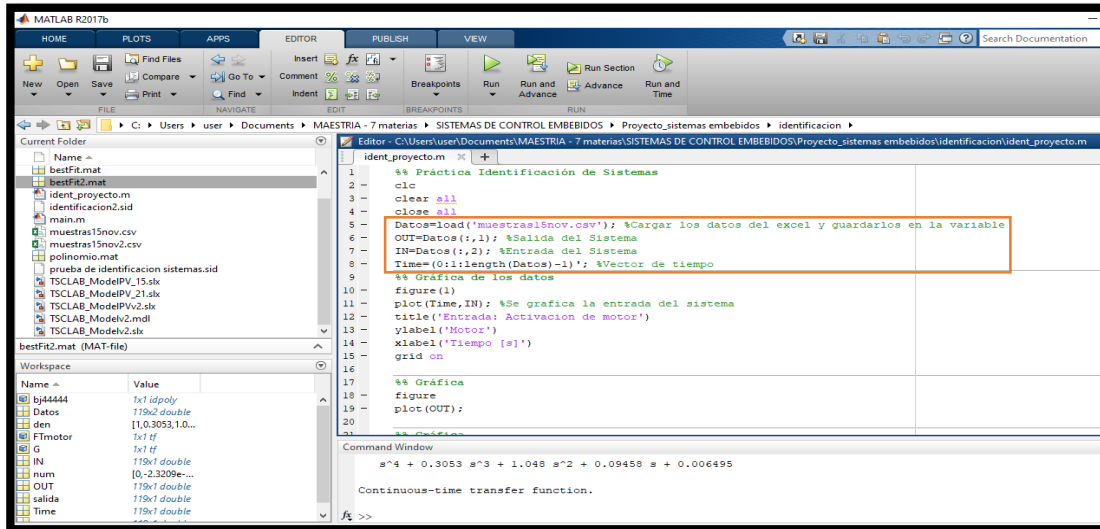 MATLAB R2017b
HOME PLOTS APPS EDITOR PUBLISH VIEW
Search Documentation
New Open Save
Find Files
Compare
Print
Go To
Find
Insert
Comment
Indent
Breakpoints
Run
Run and Advance
Run Section
Advance
Run and Time
FILE NAVIGATE EDIT BREAKPOINTS RUN
C: Users user Documents MAESTRIA - 7 materias SISTEMAS DE CONTROL EMBEBIDOS Proyecto_sistemas embebidos identificacion
Current Folder
Name
bestFit.mat
bestFit2.mat
ident_proyecto.m
identificacion2.sid
main.m
muestras15nov.csv
muestras15nov2.csv
polinomio.mat
prueba de identificacion sistemas.sid
TSCLAB_ModelPV_15.slx
TSCLAB_ModelPV_21.slx
TSCLAB_ModelPVv2.slx
TSCLAB_Modelv2.mdl
TSCLAB_Modelv2.slx
bestFit2.mat (MAT-file)
Workspace
Name Value
bj44444 1x1 idpoly
Datos 119x2 double
den [1,0.3053,1.0...
FTmotor 1x1 tf
G 1x1 tf
IN 119x1 double
num [0,-2.3209e-...
OUT 119x1 double
salida 119x1 double
Time 119x1 double
Editor - C:\Users\user\Documents\MAESTRIA - 7 materias\SISTEMAS DE CONTROL EMBEBIDOS\Proyecto_sistemas embebidos\identificacion\ident_proyecto.m
ident_proyecto.m
1 %% Práctica Identificación de Sistemas
2 - clc
3 - clear all
4 - close all
5 - Datos=load('muestras15nov.csv'); %Cargar los datos del excel y guardarlos en la variable
6 - OUT=Datos(:,1); %Salida del Sistema
7 - IN=Datos(:,2); %Entrada del Sistema
8 - Time=(0:1:length(Datos)-1)'; %Vector de tiempo
9 %% Gráfica de los datos
10 - figure(1)
11 - plot(Time,IN); %Se grafica la entrada del sistema
12 - title('Entrada: Activacion de motor')
13 - ylabel('Motor')
14 - xlabel('Tiempo [s]')
15 - grid on
16
17 %% Gráfica
18 - figure
19 - plot(OUT);
20
21 %% Gráfica
Command Window
s^4 + 0.3053 s^3 + 1.048 s^2 + 0.09458 s + 0.006495
Continuous-time transfer function.
fx >>